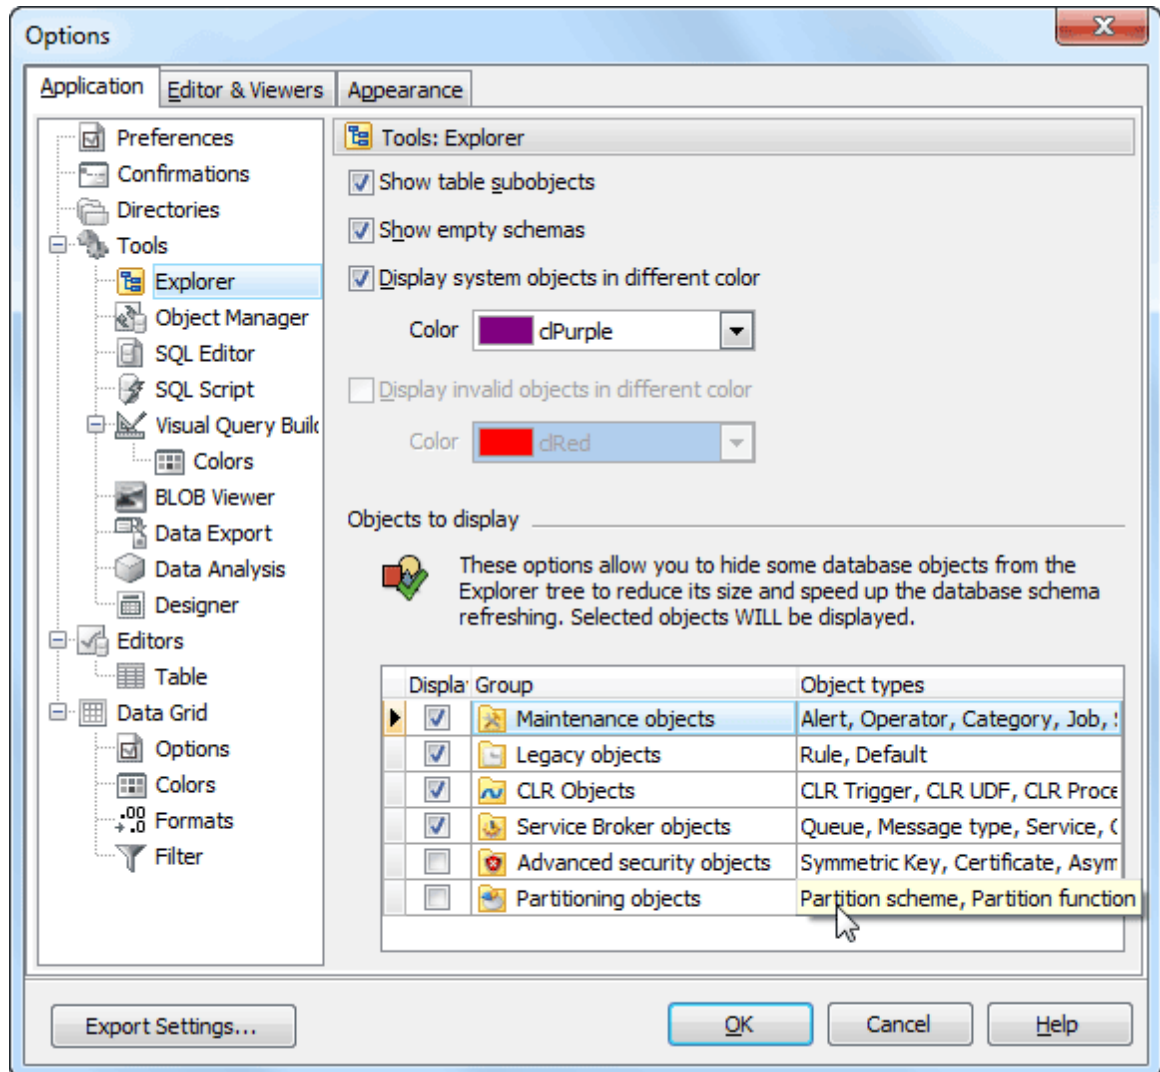 Options
Application
Editor & Viewers
Appearance
Preferences
Confirmations
Directories
Tools
Explorer
Object Manager
SQL Editor
SQL Script
Visual Query Buil
Colors
BLOB Viewer
Data Export
Data Analysis
Designer
Editors
Table
Data Grid
Options
Colors
Formats
Filter
Tools: Explorer
Show table subobjects
Show empty schemas
Display system objects in different color
Color clPurple
Display invalid objects in different color
Color clRed
Objects to display
These options allow you to hide some database objects from the
Explorer tree to reduce its size and speed up the database schema
refreshing. Selected objects WILL be displayed.
Display Group Object types
Maintenance objects Alert, Operator, Category, Job,
Legacy objects Rule, Default
CLR Objects CLR Trigger, CLR UDF, CLR Proce
Service Broker objects Queue, Message type, Service,
Advanced security objects Symmetric Key, Certificate, Asym
Partitioning objects Partition scheme, Partition function
Export Settings...
OK
Cancel
Help